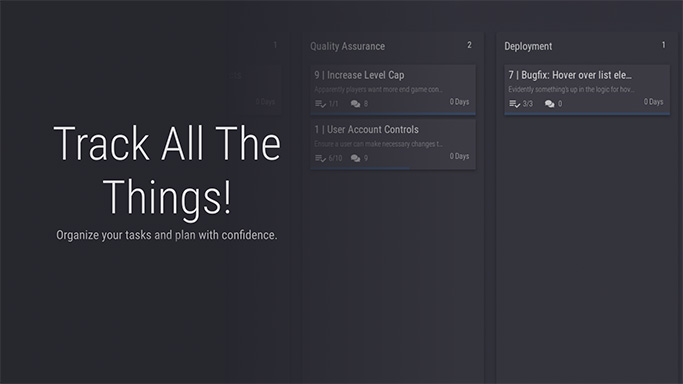 Track All The
Things!
Organize your tasks and plan with confidence.
1
0 Days
Quality Assurance
2
9 | Increase Level Cap
Apparently players want more end game con...
1/1
8
0 Days
1 | User Account Controls
Ensure a user can make necessary changes t...
6/10
9
0 Days
Deployment
1
7 | Bugfix: Hover over list ele...
Evidently something's up in the logic for hov...
3/3
0
0 Days